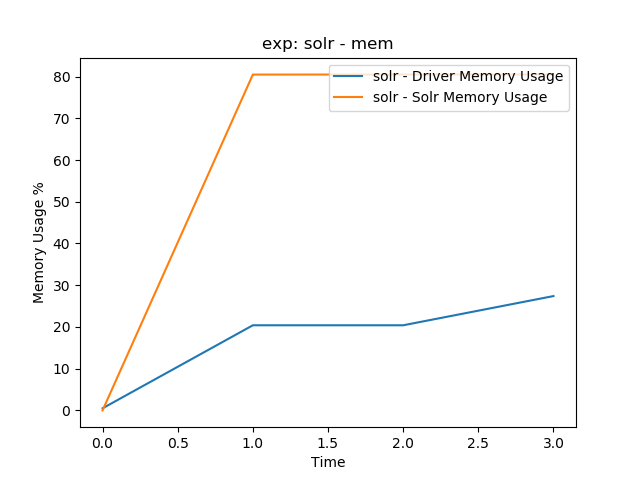 exp: solr - mem
solr - Driver Memory Usage
solr - Solr Memory Usage
Memory Usage %
80
70
60
50
40
30
20
10
0
0.0 0.5 1.0 1.5 2.0 2.5 3.0
Time